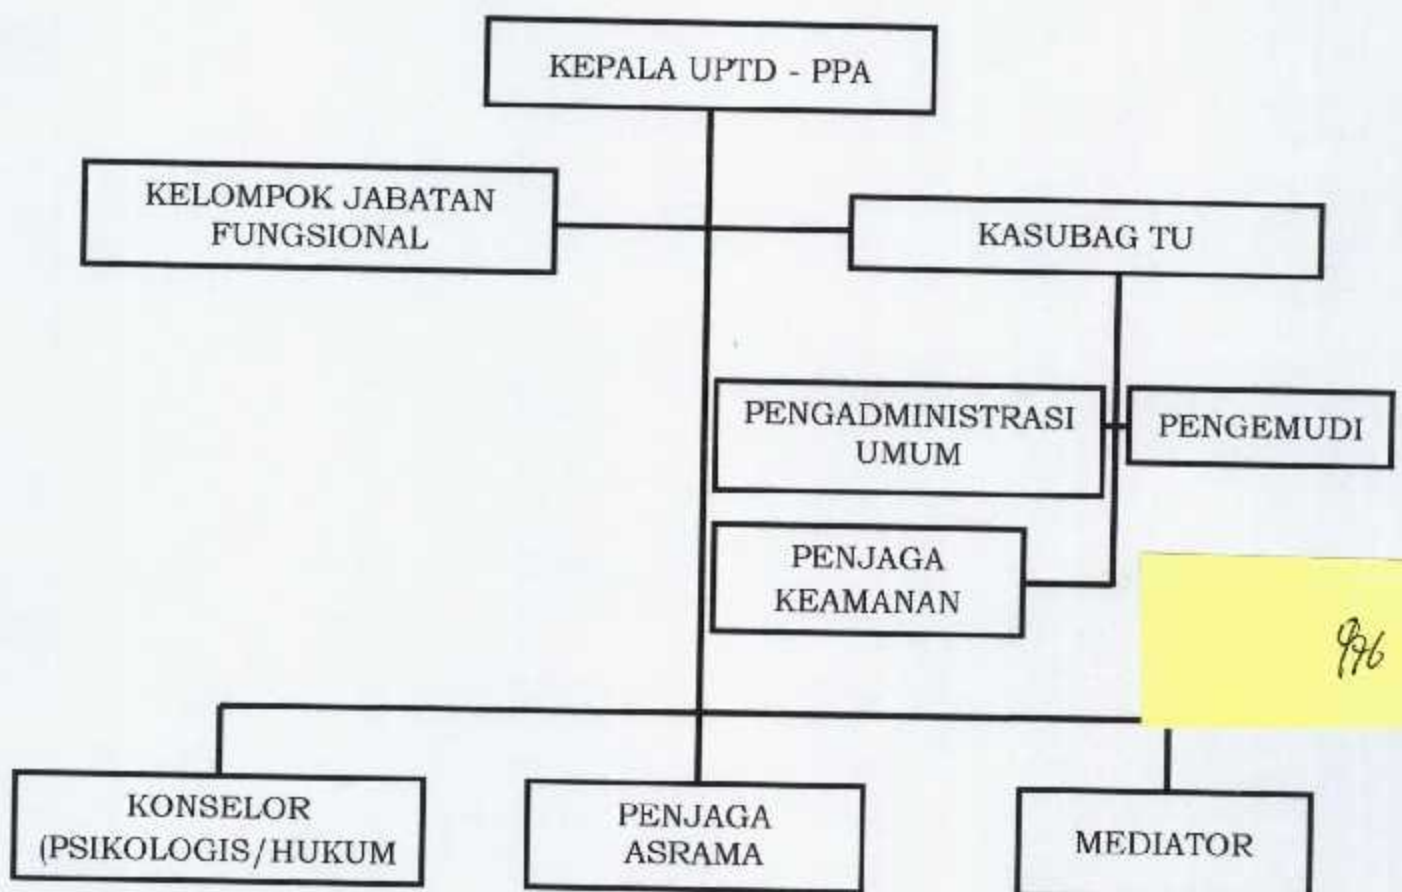 KEPALA UPTD - PPA
KELOMPOK JABATAN
FUNGSIONAL
KASUBAG TU
PENGADMINISTRASI
UMUM
PENGEMUDI
PENJAGA
KEAMANAN
KONSELOR
(PSIKOLOGIS/HUKUM
PENJAGA
ASRAMA
MEDIATOR